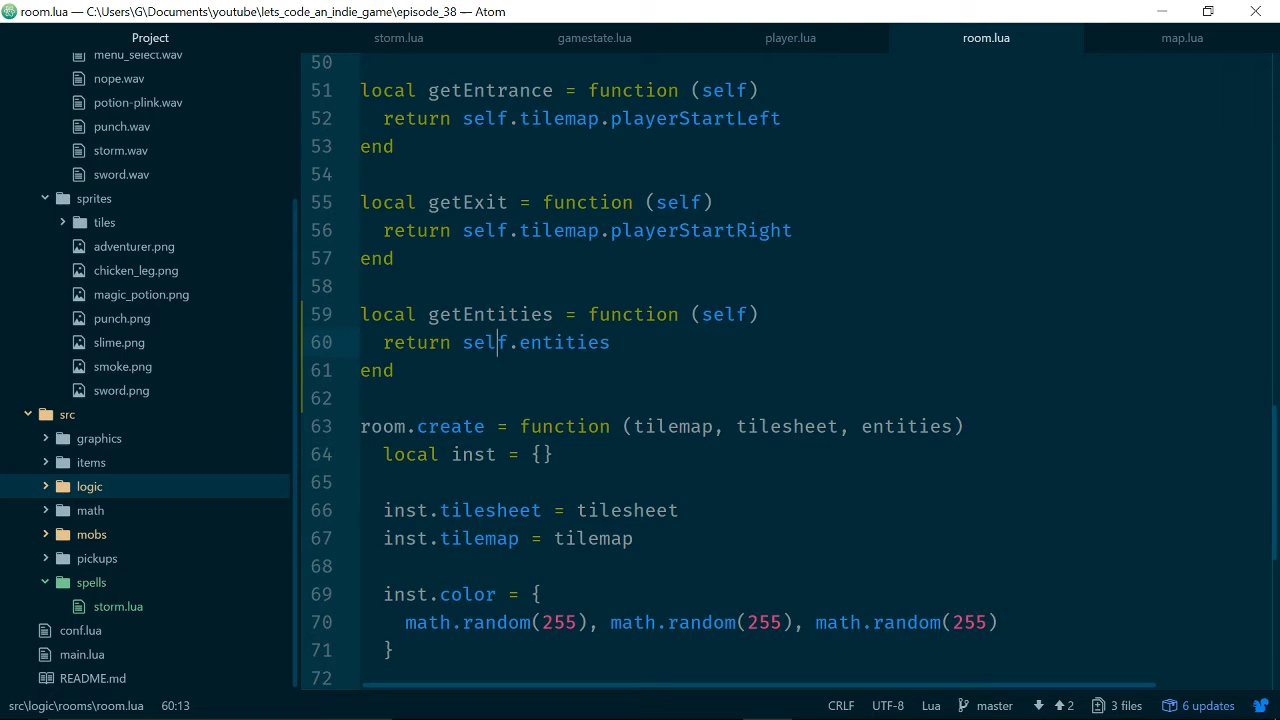 room.lua — C:\Users\G\Documents\youtube\lets_code_an_indie_game\episode_38 — Atom
Project
storm.lua
gamestate.lua
player.lua
room.lua
map.lua
menu_select.wav
nope.wav
potion-plink.wav
punch.wav
storm.wav
sword.wav
sprites
tiles
adventurer.png
chicken_leg.png
magic_potion.png
punch.png
slime.png
smoke.png
sword.png
src
graphics
items
logic
math
mobs
pickups
spells
storm.lua
conf.lua
main.lua
README.md
50
51 local getEntrance = function (self)
52 return self.tilemap.playerStartLeft
53 end
54
55 local getExit = function (self)
56 return self.tilemap.playerStartRight
57 end
58
59 local getEntities = function (self)
60 return self.entities
61 end
62
63 room.create = function (tilemap, tilesheet, entities)
64 local inst = {}
65
66 inst.tilesheet = tilesheet
67 inst.tilemap = tilemap
68
69 inst.color = {
70 math.random(255), math.random(255), math.random(255)
71 }
72
src\logic\rooms\room.lua 60:13 CRLF UTF-8 Lua master 2 3 files 6 updates